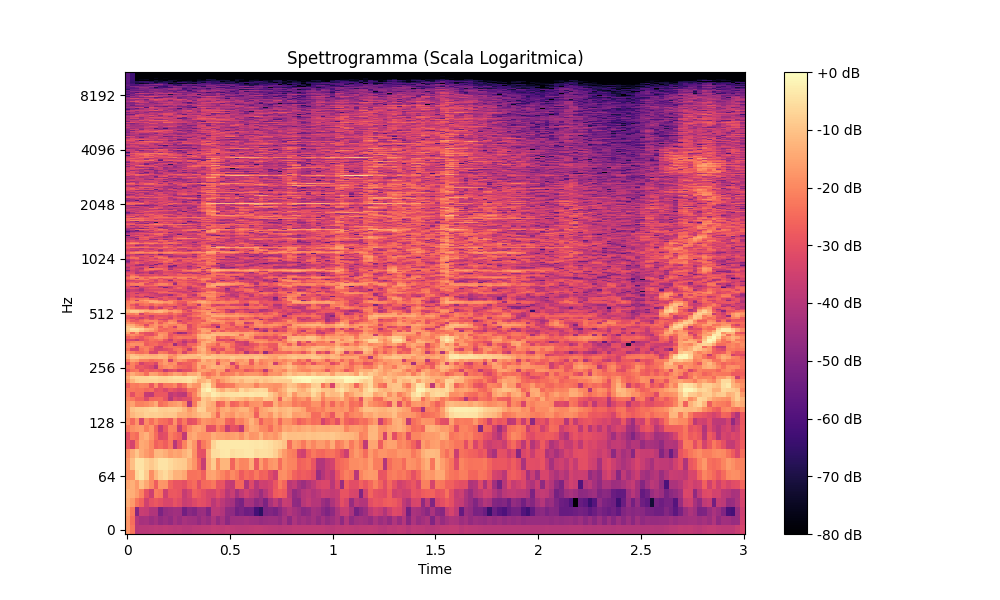 Spettrogramma (Scala Logaritmica)
8192
4096
2048
1024
512
256
128
64
0
Hz
0
0.5
1
1.5
2
2.5
3
Time
+0 dB
-10 dB
-20 dB
-30 dB
-40 dB
-50 dB
-60 dB
-70 dB
-80 dB